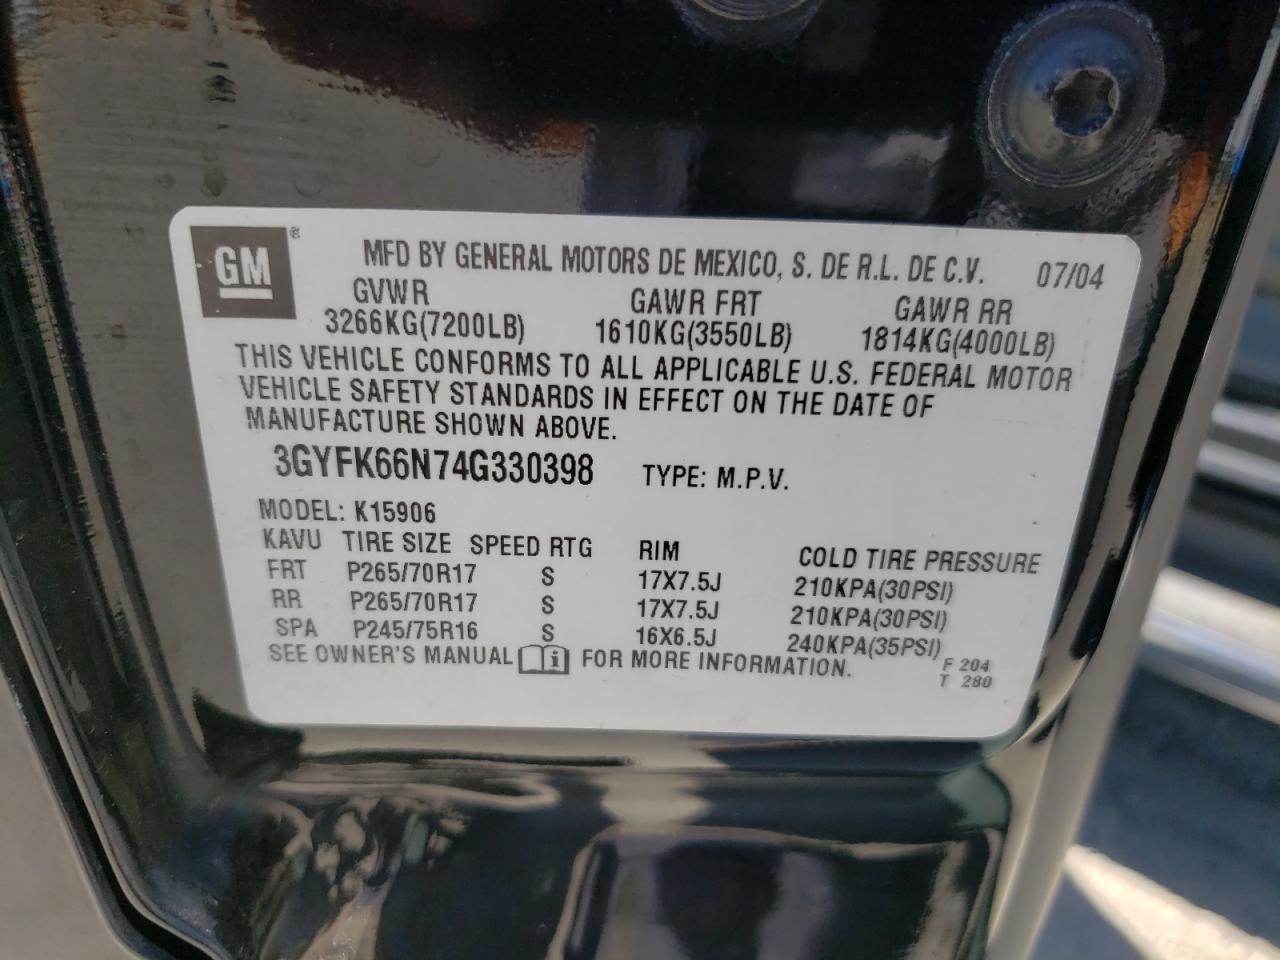 GM®
MFD BY GENERAL MOTORS DE MEXICO, S. DE R.L. DE C.V. 07/04
GVWR GAWR FRT GAWR RR
3266KG(7200LB) 1610KG(3550LB) 1814KG(4000LB)
THIS VEHICLE CONFORMS TO ALL APPLICABLE U.S. FEDERAL MOTOR
VEHICLE SAFETY STANDARDS IN EFFECT ON THE DATE OF
MANUFACTURE SHOWN ABOVE.
3GYFK66N74G330398 TYPE: M.P.V.
MODEL: K15906
KAVU TIRE SIZE SPEED RTG RIM COLD TIRE PRESSURE
FRT P265/70R17 S 17X7.5J 210KPA(30PSI)
RR P265/70R17 S 17X7.5J 210KPA(30PSI)
SPA P245/75R16 S 16X6.5J 240KPA(35PSI)
SEE OWNER'S MANUAL i FOR MORE INFORMATION.
F 204
T 280